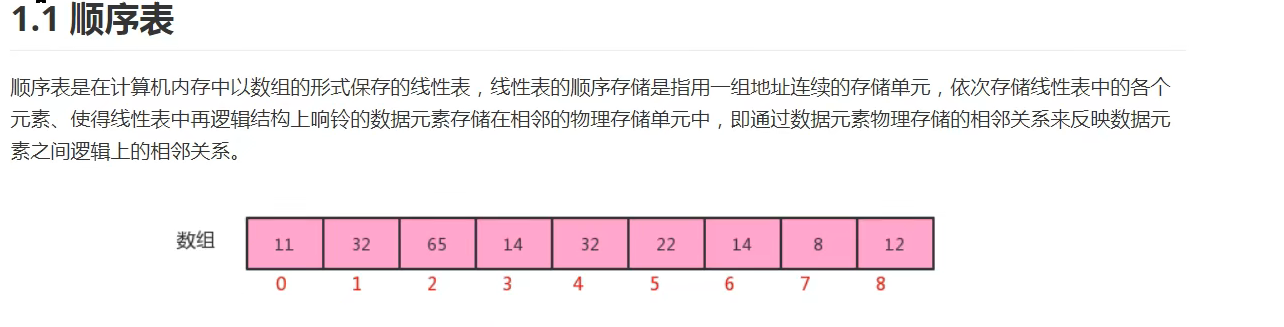 1.1 顺序表
顺序表是在计算机内存中以数组的形式保存的线性表，线性表的顺序存储是指用一组地址连续的存储单元，依次存储线性表中的各个
元素、使得线性表中再逻辑结构上响铃的数据元素存储在相邻的物理存储单元中，即通过数据元素物理存储的相邻关系来反映数据元
素之间逻辑上的相邻关系。
数组 11 32 65 14 32 22 14 8 12
0 1 2 3 4 5 6 7 8